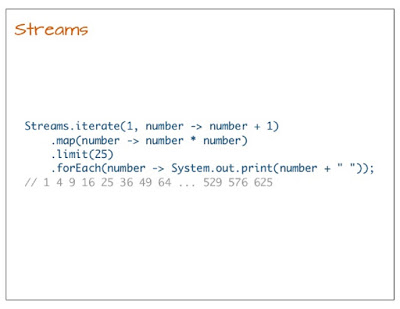 Streams
Streams.iterate(1, number -> number + 1)
.map(number -> number * number)
.limit(25)
.forEach(number -> System.out.print(number + " "));
// 1 4 9 16 25 36 49 64 ... 529 576 625